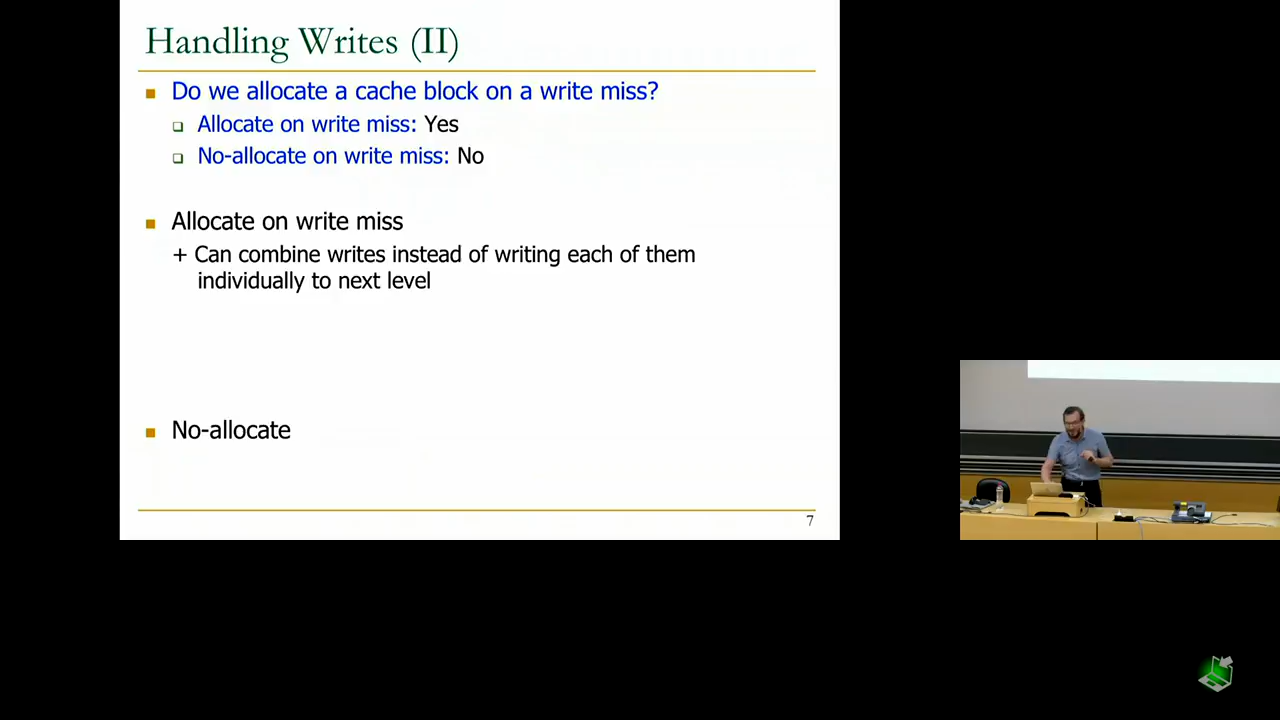 Handling Writes (II)
Do we allocate a cache block on a write miss?
Allocate on write miss: Yes
No-allocate on write miss: No
Allocate on write miss
+ Can combine writes instead of writing each of them
individually to next level
No-allocate
7